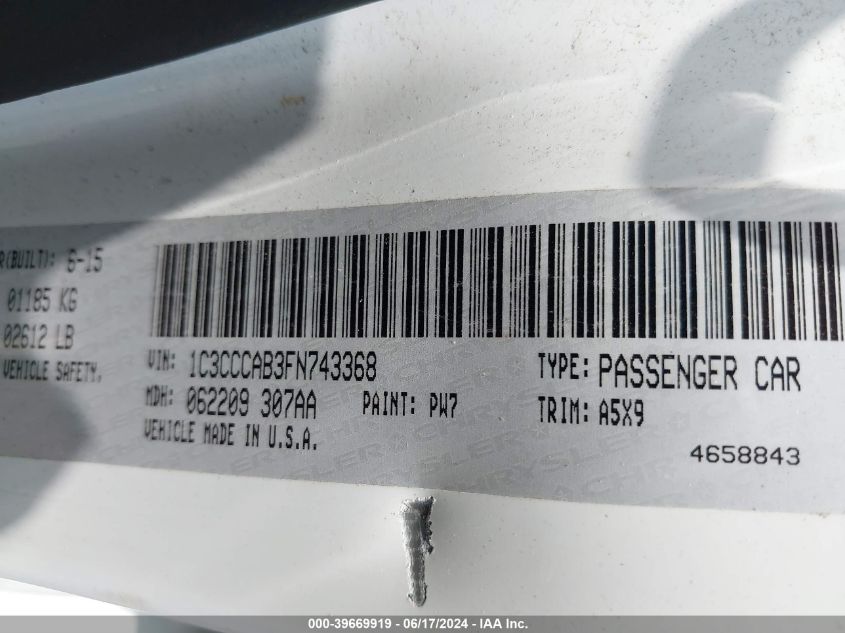 R(BUILT): 6-15
01185 KG
02612 LB
VEHICLE SAFETY.
VIN: 1C3CCCAB3FN743368 TYPE: PASSENGER CAR
MDH: 062209 307AA PAINT: PW7 TRIM: A5X9
VEHICLE MADE IN U.S.A.
4658843
CHRYSLER
000-39669919 - 06/17/2024 - IAA Inc.